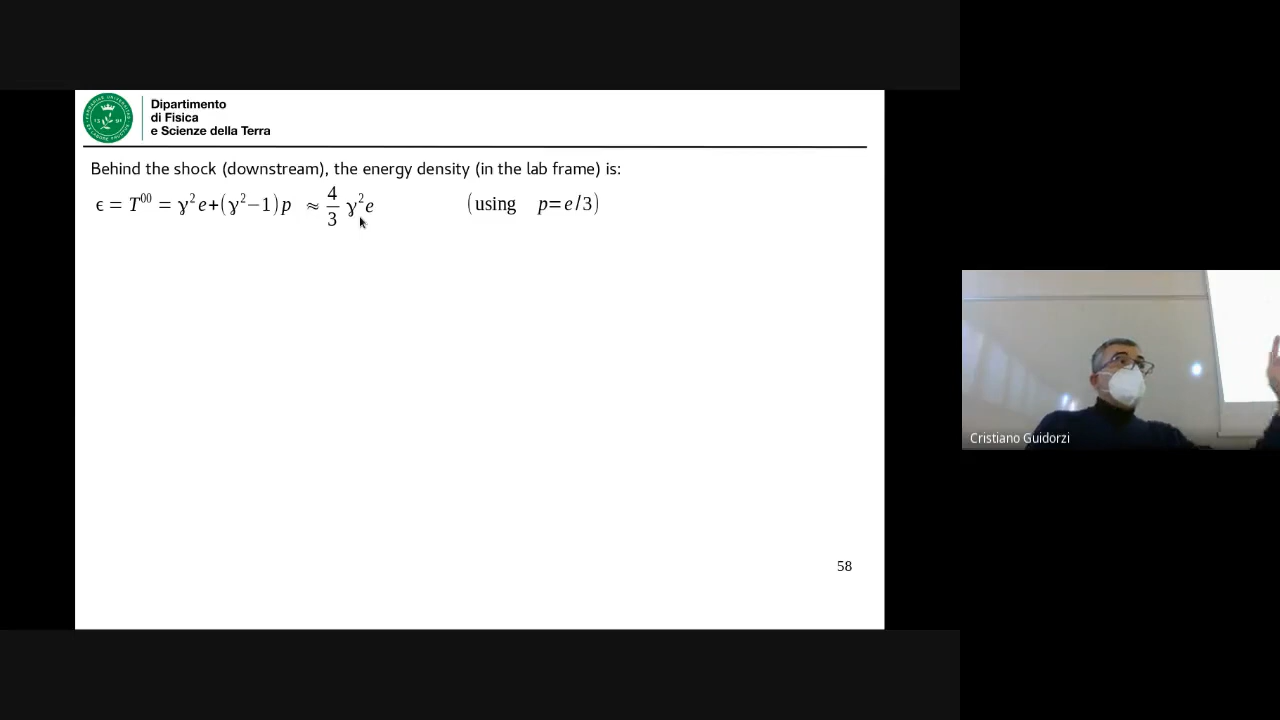 Dipartimento
di Fisica
e Scienze della Terra
Behind the shock (downstream), the energy density (in the lab frame) is:
ϵ = T⁰⁰ = γ²e+(γ²−1)p ≈ 4/3 γ²e (using p=e/3)
58
Cristiano Guidorzi